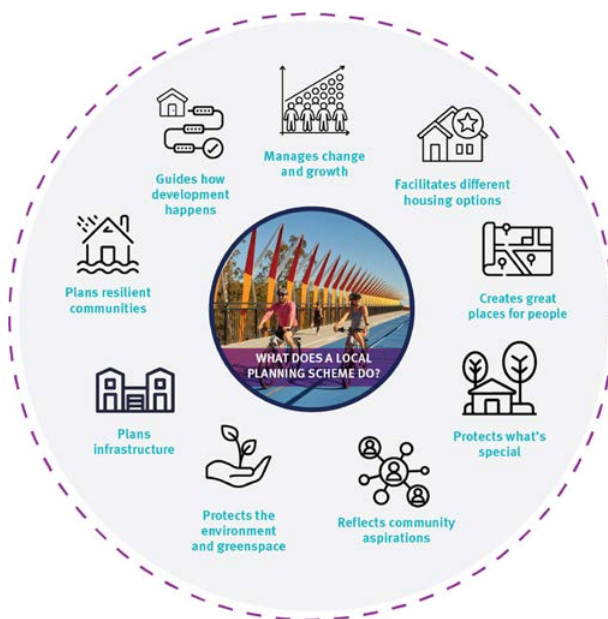 Manages change
and growth
Facilitates different
housing options
Creates great
places for people
Protects what's
special
Reflects community
aspirations
Protects the
environment
and greenspace
Plans
infrastructure
Plans resilient
communities
Guides how
development
happens
WHAT DOES A LOCAL
PLANNING SCHEME DO?